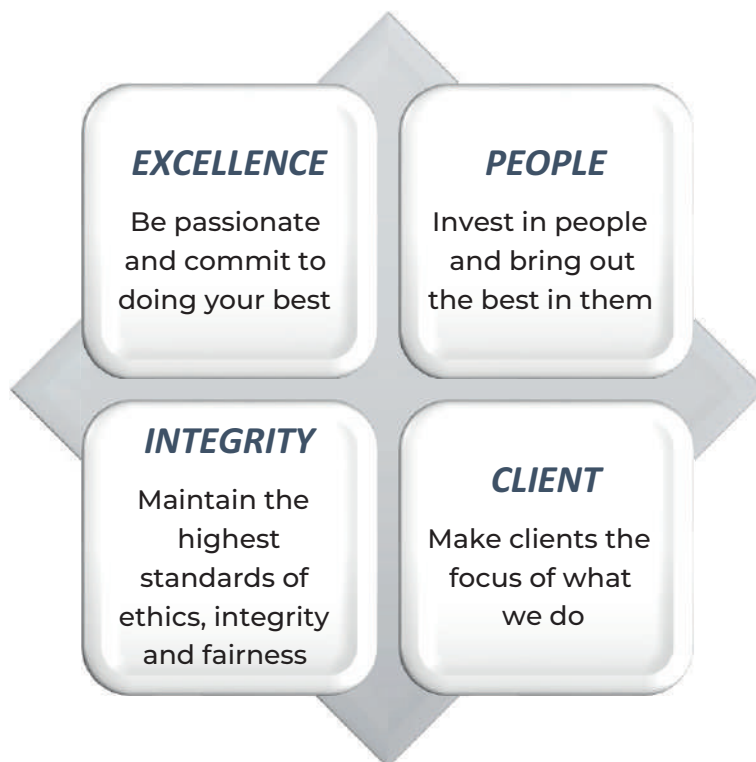 EXCELLENCE
Be passionate
and commit to
doing your best
PEOPLE
Invest in people
and bring out
the best in them
INTEGRITY
Maintain the
highest
standards of
ethics, integrity
and fairness
CLIENT
Make clients the
focus of what
we do